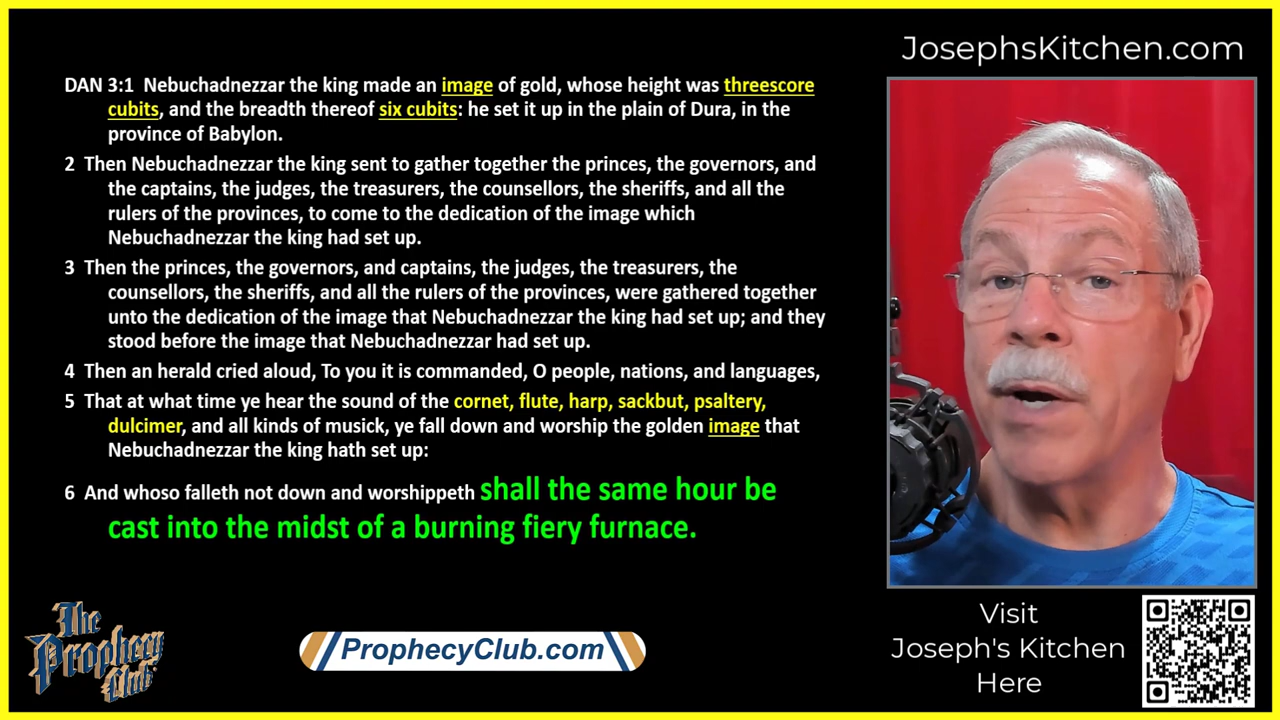 JosephsKitchen.com
DAN 3:1 Nebuchadnezzar the king made an image of gold, whose height was threescore
cubits, and the breadth thereof six cubits: he set it up in the plain of Dura, in the
province of Babylon.
2 Then Nebuchadnezzar the king sent to gather together the princes, the governors, and
the captains, the judges, the treasurers, the counsellors, the sheriffs, and all the
rulers of the provinces, to come to the dedication of the image which
Nebuchadnezzar the king had set up.
3 Then the princes, the governors, and captains, the judges, the treasurers, the
counsellors, the sheriffs, and all the rulers of the provinces, were gathered together
unto the dedication of the image that Nebuchadnezzar the king had set up; and they
stood before the image that Nebuchadnezzar had set up.
4 Then an herald cried aloud, To you it is commanded, O people, nations, and languages,
5 That at what time ye hear the sound of the cornet, flute, harp, sackbut, psaltery,
dulcimer, and all kinds of musick, ye fall down and worship the golden image that
Nebuchadnezzar the king hath set up:
6 And whoso falleth not down and worshippeth shall the same hour be
cast into the midst of a burning fiery furnace.
The
Prophecy
Club
ProphecyClub.com
Visit
Joseph's Kitchen
Here